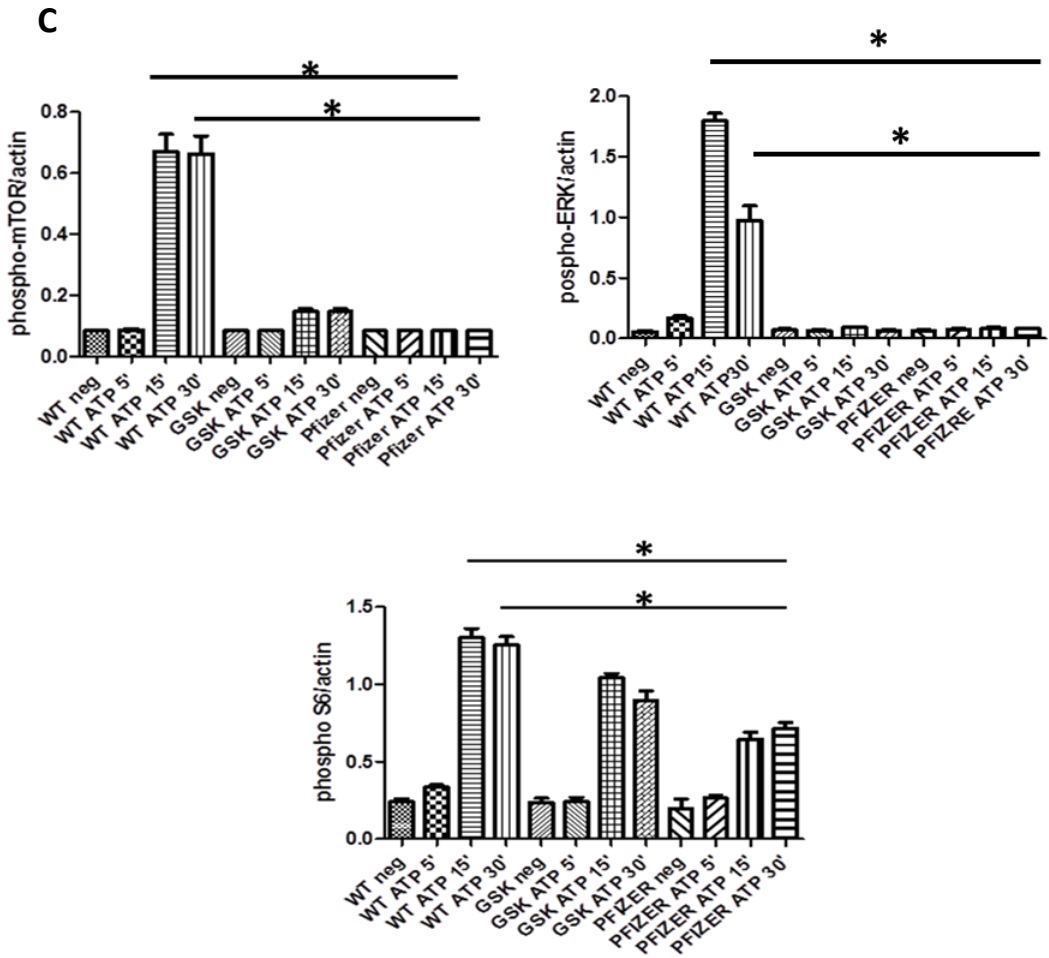 C
*
*
phospho-mTOR/actin
0.8
0.6
0.4
0.2
0.0
WT neg
WT ATP 5'
WT ATP 15'
WT ATP 30'
GSK neg
GSK ATP 5'
GSK ATP 15'
GSK ATP 30'
Pfizer neg
Pfizer ATP 5'
Pfizer ATP 15'
Pfizer ATP 30'
*
*
pospho-ERK/actin
2.0
1.5
1.0
0.5
0.0
WT neg
WT ATP 5'
WT ATP15'
WT ATP30'
GSK neg
GSK ATP 5'
GSK ATP 15'
GSK ATP 30'
PFIZER neg
PFIZER ATP 5'
PFIZER ATP 15'
PFIZRE ATP 30'
*
*
phospho S6/actin
1.5
1.0
0.5
0.0
WT neg
WT ATP 5'
WT ATP 15'
WT ATP 30'
GSK neg
GSK ATP 5'
GSK ATP 15'
GSK ATP 30'
PFIZER neg
PFIZER ATP 5'
PFIZER ATP 15'
PFIZER ATP 30'